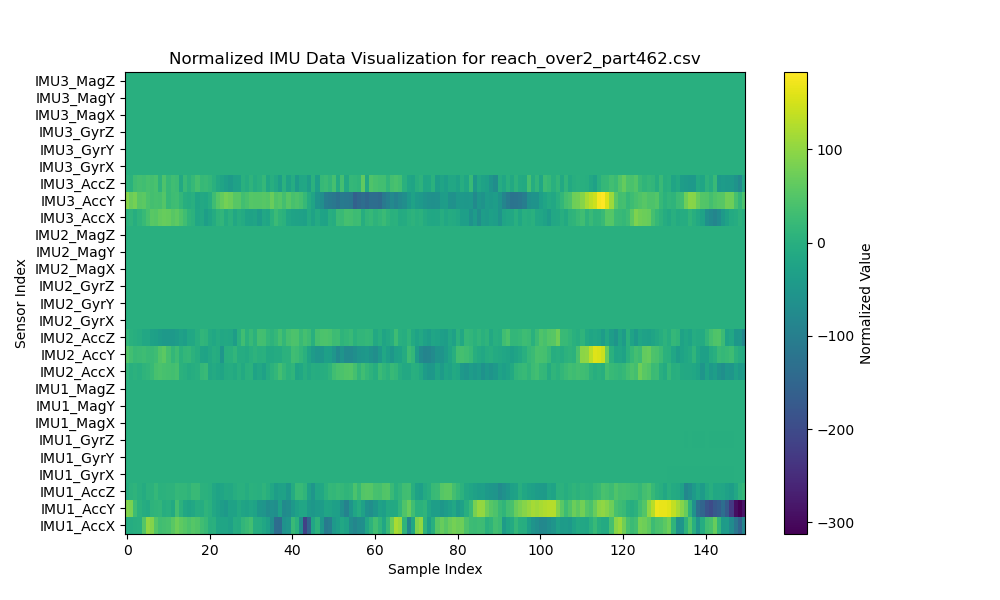 Normalized IMU Data Visualization for reach_over2_part462.csv
IMU3_MagZ
IMU3_MagY
IMU3_MagX
IMU3_GyrZ
IMU3_GyrY
IMU3_GyrX
IMU3_AccZ
IMU3_AccY
IMU3_AccX
IMU2_MagZ
IMU2_MagY
IMU2_MagX
IMU2_GyrZ
IMU2_GyrY
IMU2_GyrX
IMU2_AccZ
IMU2_AccY
IMU2_AccX
IMU1_MagZ
IMU1_MagY
IMU1_MagX
IMU1_GyrZ
IMU1_GyrY
IMU1_GyrX
IMU1_AccZ
IMU1_AccY
IMU1_AccX
Sensor Index
0 20 40 60 80 100 120 140
Sample Index
100
0
−100
−200
−300
Normalized Value